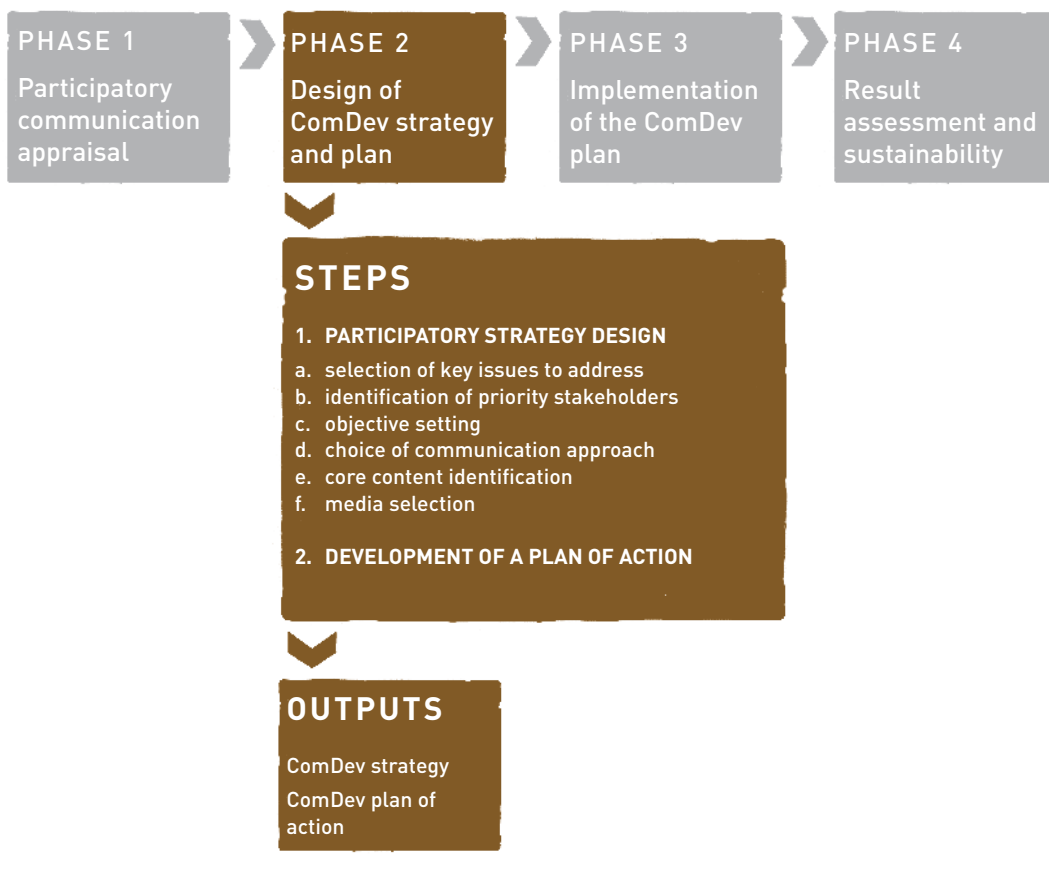 PHASE 1
Participatory
communication
appraisal
PHASE 2
Design of
ComDev strategy
and plan
PHASE 3
Implementation
of the ComDev
plan
PHASE 4
Result
assessment and
sustainability
STEPS
1. PARTICIPATORY STRATEGY DESIGN
a. selection of key issues to address
b. identification of priority stakeholders
c. objective setting
d. choice of communication approach
e. core content identification
f. media selection
2. DEVELOPMENT OF A PLAN OF ACTION
OUTPUTS
ComDev strategy
ComDev plan of
action